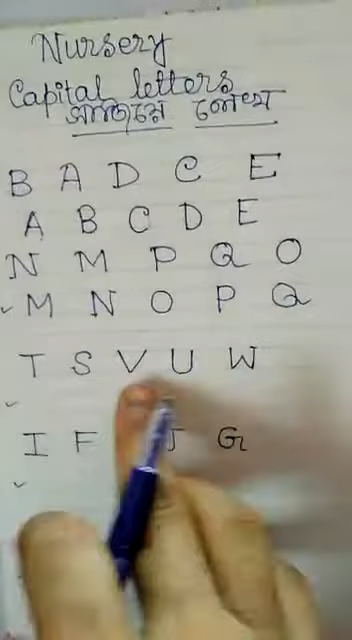 Nursery
Capital letters
সাজিয়ে লেখো
B A D C E
A B C D E
N M P Q O
✓ M N O P Q
T S V U W
✓
I F J G
✓